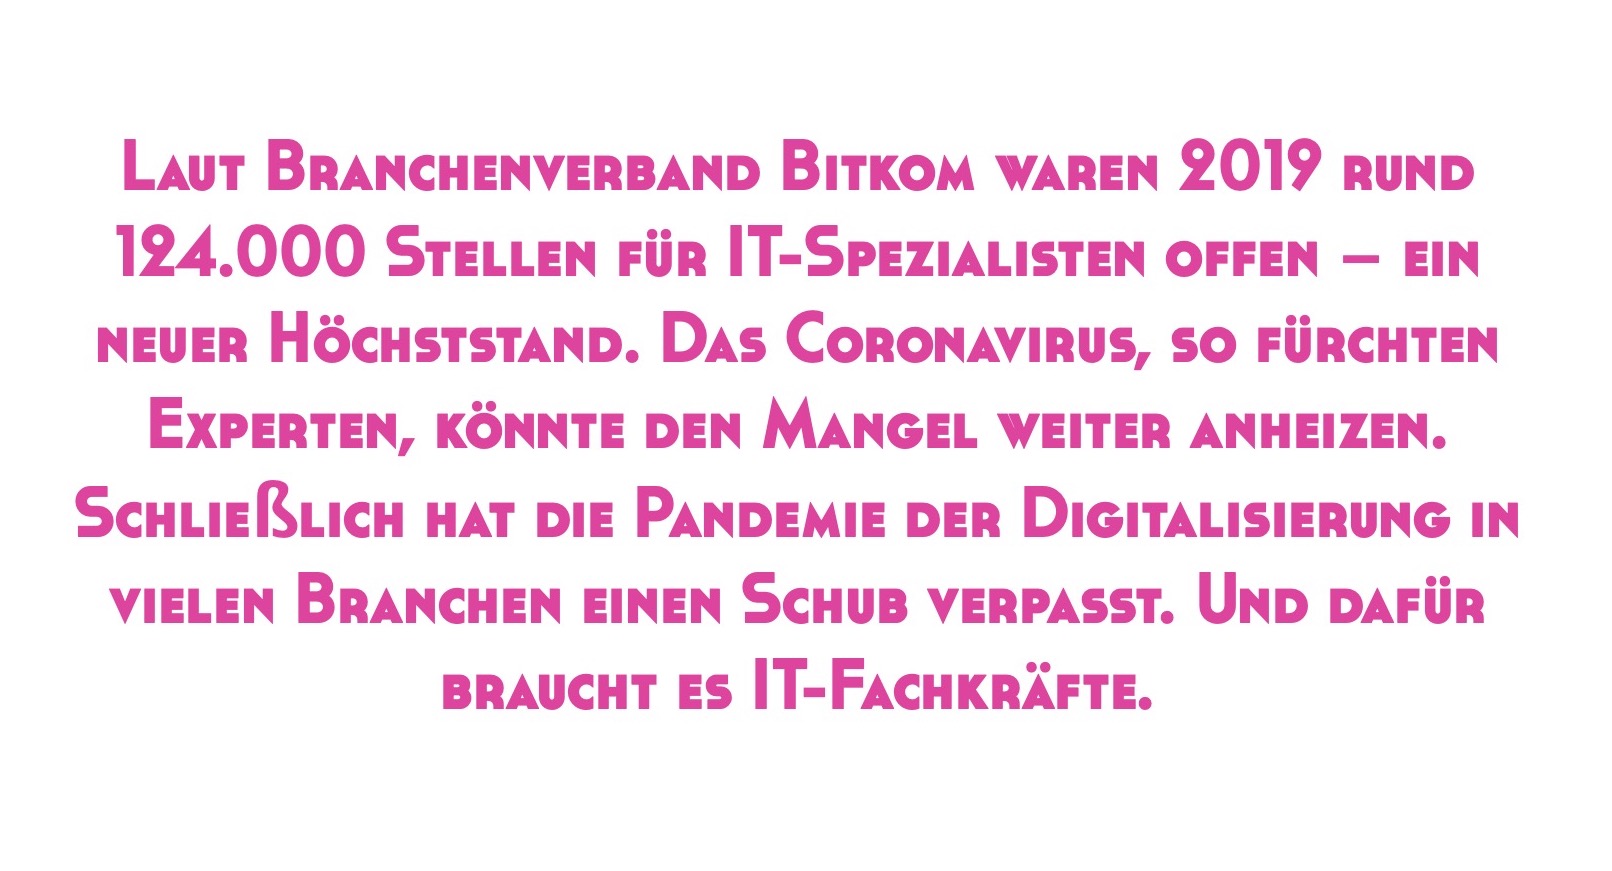 Laut Branchenverband Bitkom waren 2019 rund
124.000 Stellen für IT-Spezialisten offen – ein
neuer Höchststand. Das Coronavirus, so fürchten
Experten, könnte den Mangel weiter anheizen.
Schließlich hat die Pandemie der Digitalisierung in
vielen Branchen einen Schub verpasst. Und dafür
braucht es IT-Fachkräfte.